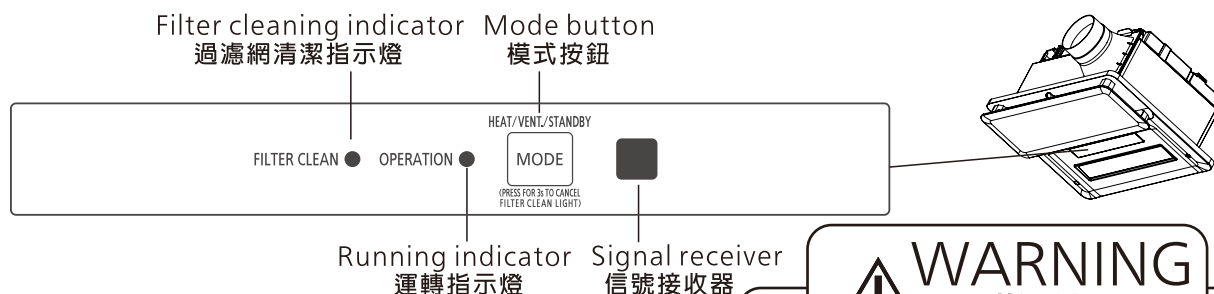 Filter cleaning indicator Mode button
過濾網清潔指示燈 模式按鈕
HEAT/VENT./STANDBY
FILTER CLEAN OPERATION MODE
(PRESS FOR 3s TO CANCEL
FILTER CLEAN LIGHT)
Running indicator Signal receiver
運轉指示燈 信號接收器
WARNING